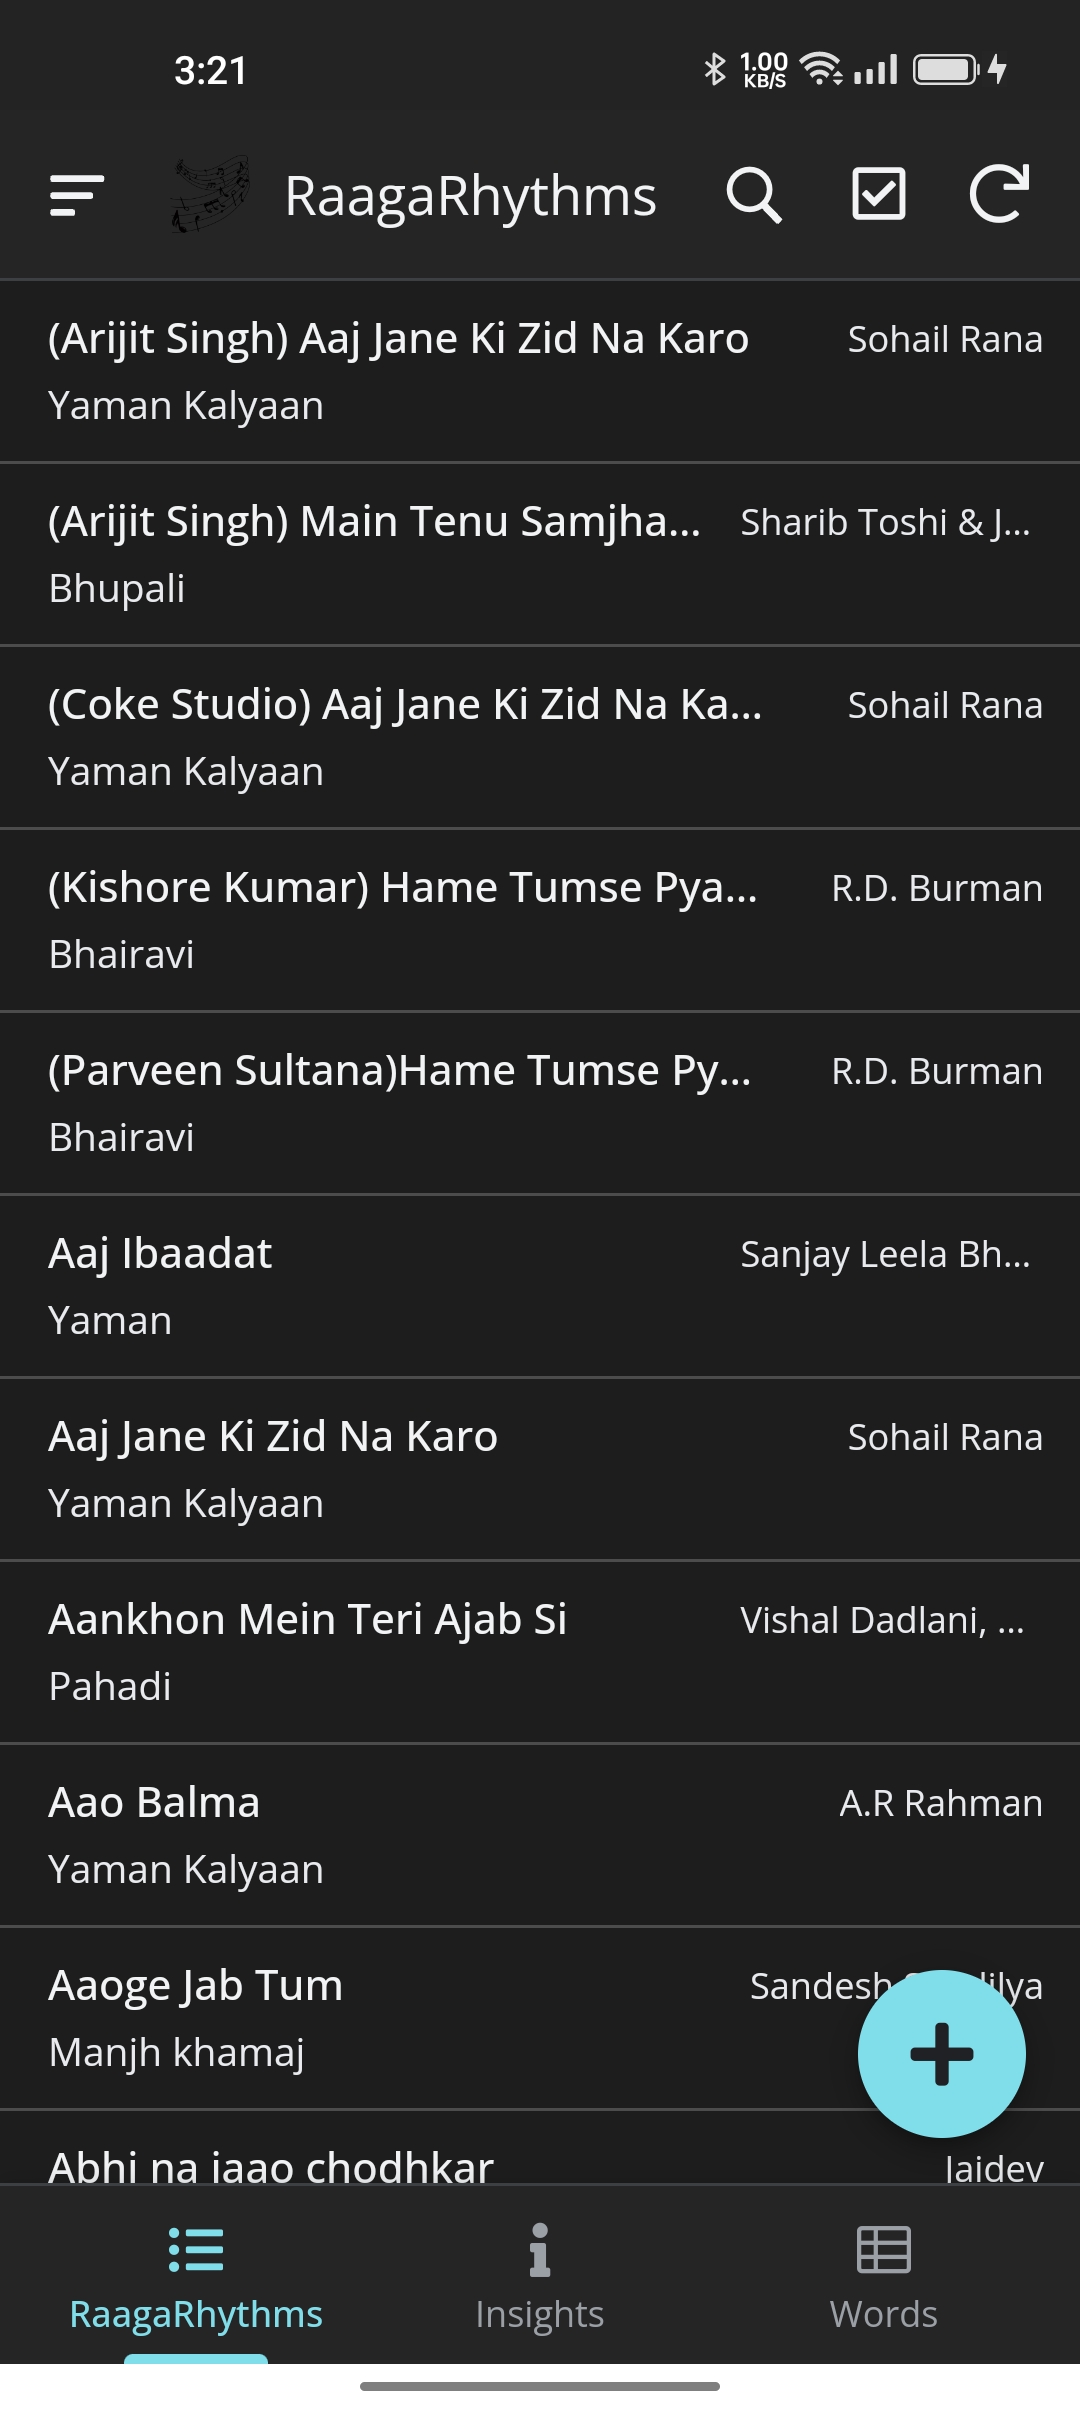 3:21
1.00
KB/S
RaagaRhythms
(Arijit Singh) Aaj Jane Ki Zid Na Karo Sohail Rana
Yaman Kalyaan
(Arijit Singh) Main Tenu Samjha... Sharib Toshi & J...
Bhupali
(Coke Studio) Aaj Jane Ki Zid Na Ka... Sohail Rana
Yaman Kalyaan
(Kishore Kumar) Hame Tumse Pya... R.D. Burman
Bhairavi
(Parveen Sultana)Hame Tumse Py... R.D. Burman
Bhairavi
Aaj Ibaadat Sanjay Leela Bh...
Yaman
Aaj Jane Ki Zid Na Karo Sohail Rana
Yaman Kalyaan
Aankhon Mein Teri Ajab Si Vishal Dadlani, ...
Pahadi
Aao Balma A.R Rahman
Yaman Kalyaan
Aaoge Jab Tum Sandesh
Manjh khamaj
Abhi na jaao chodhkar Jaidev
RaagaRhythms Insights Words